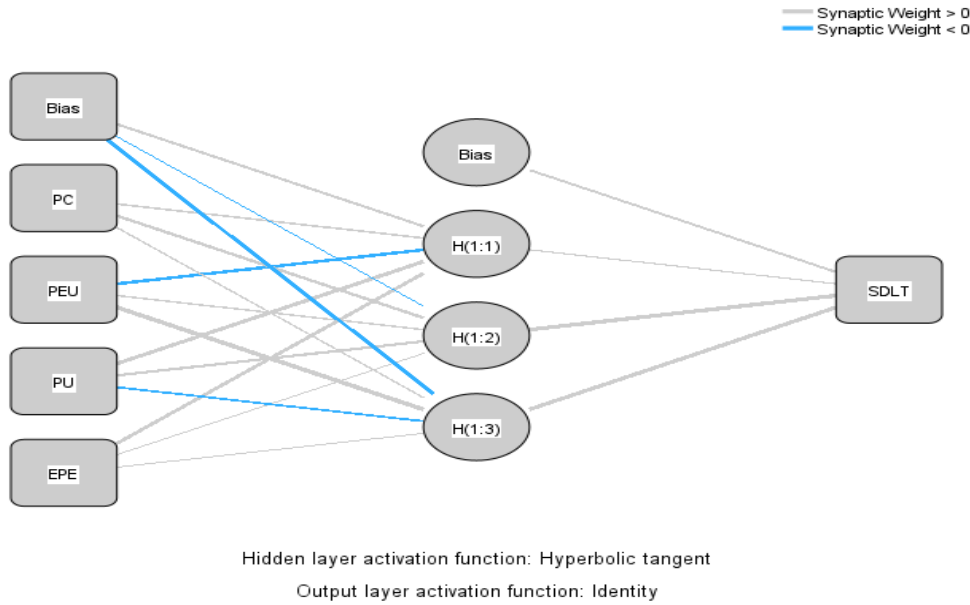 Synaptic Weight > 0
Synaptic Weight < 0
Bias
PC
PEU
PU
EPE
Bias
H(1:1)
H(1:2)
H(1:3)
SDLT
Hidden layer activation function: Hyperbolic tangent
Output layer activation function: Identity